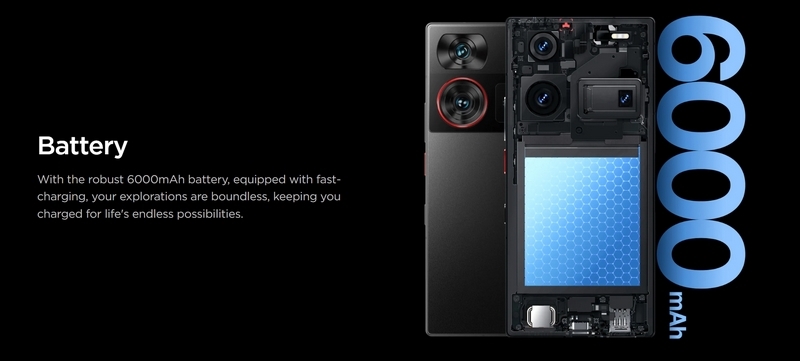 Battery
With the robust 6000mAh battery, equipped with fast-
charging, your explorations are boundless, keeping you
charged for life's endless possibilities.
6000
mAh